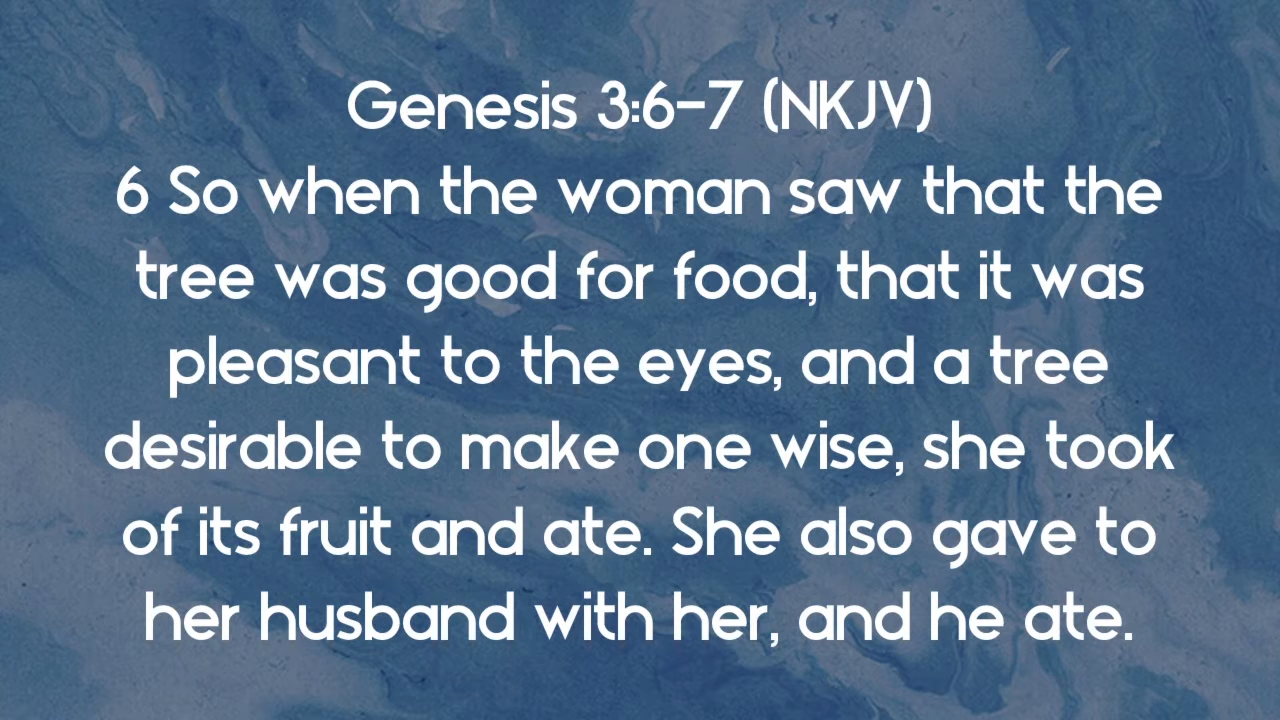 Genesis 3:6-7 (NKJV)
6 So when the woman saw that the
tree was good for food, that it was
pleasant to the eyes, and a tree
desirable to make one wise, she took
of its fruit and ate. She also gave to
her husband with her, and he ate.